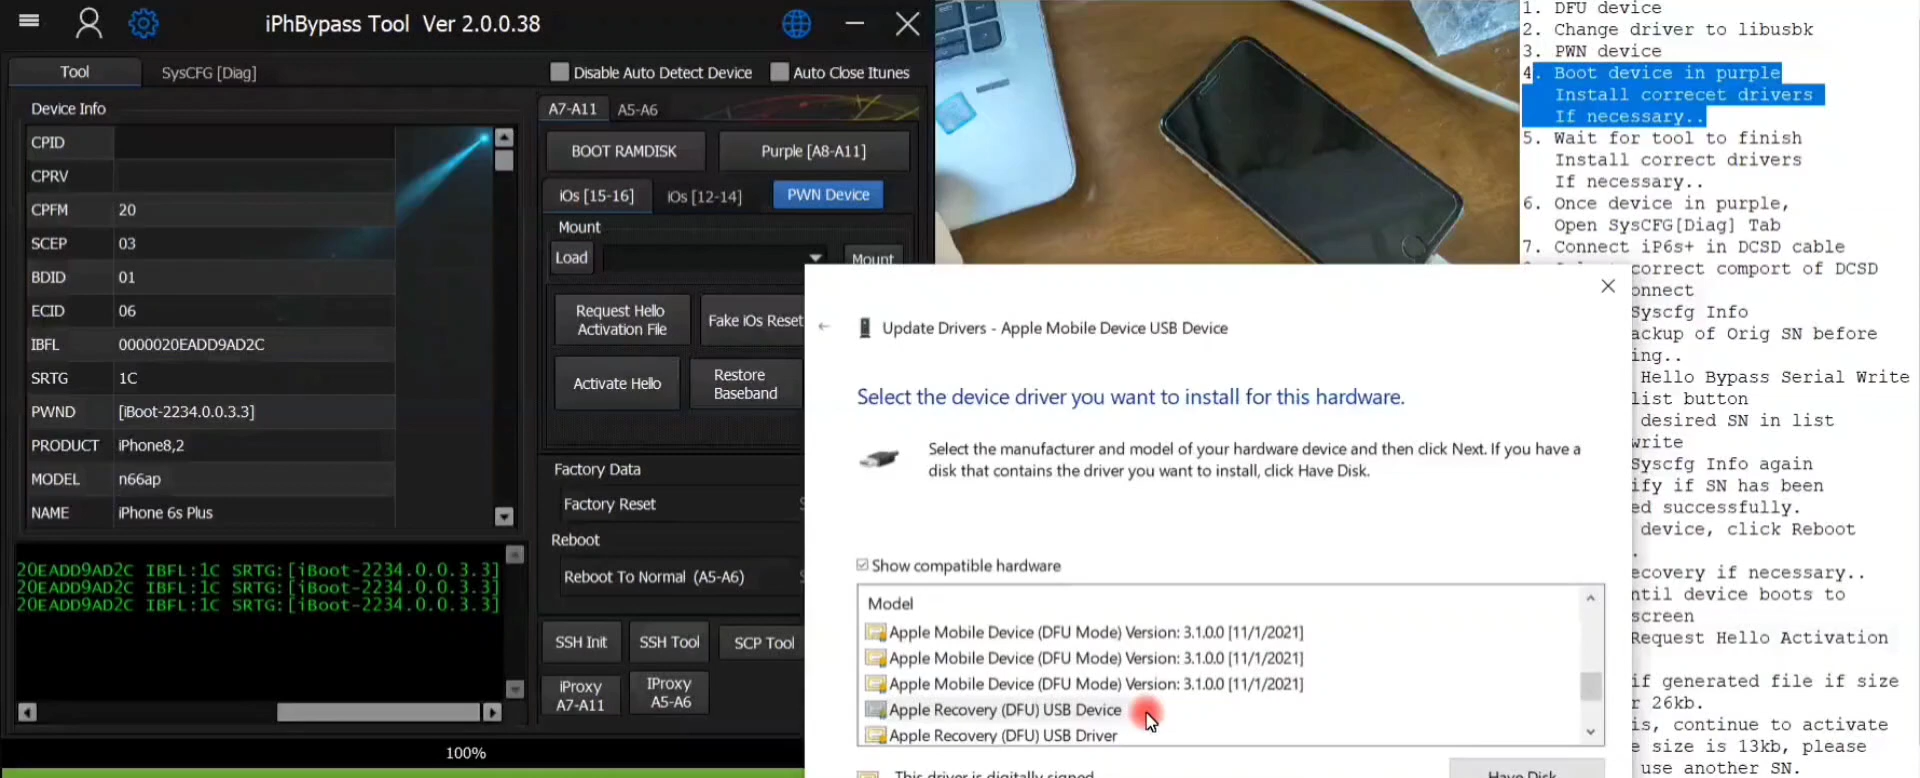 iPhBypass Tool Ver 2.0.0.38
Tool
SysCFG [Diag]
Disable Auto Detect Device
Auto Close Itunes
Device Info
CPID
CPRV
CPFM 20
SCEP 03
BDID 01
ECID 06
IBFL 0000020EADD9AD2C
SRTG 1C
PWND [iBoot-2234.0.0.3.3]
PRODUCT iPhone8,2
MODEL n66ap
NAME iPhone 6s Plus
20EADD9AD2C IBFL:1C SRTG:[iBoot-2234.0.0.3.3]
20EADD9AD2C IBFL:1C SRTG:[iBoot-2234.0.0.3.3]
20EADD9AD2C IBFL:1C SRTG:[iBoot-2234.0.0.3.3]
100%
A7-A11
A5-A6
BOOT RAMDISK
Purple [A8-A11]
iOs [15-16]
iOs [12-14]
PWN Device
Mount
Load
Mount
Request Hello
Activation File
Fake iOs Reset
Activate Hello
Restore
Baseband
Factory Data
Factory Reset
Reboot
Reboot To Normal (A5-A6)
SSH Init
SSH Tool
SCP Tool
iProxy
A7-A11
IProxy
A5-A6
Update Drivers - Apple Mobile Device USB Device
Select the device driver you want to install for this hardware.
Select the manufacturer and model of your hardware device and then click Next. If you have a
disk that contains the driver you want to install, click Have Disk.
Show compatible hardware
Model
Apple Mobile Device (DFU Mode) Version: 3.1.0.0 [11/1/2021]
Apple Mobile Device (DFU Mode) Version: 3.1.0.0 [11/1/2021]
Apple Mobile Device (DFU Mode) Version: 3.1.0.0 [11/1/2021]
Apple Recovery (DFU) USB Device
Apple Recovery (DFU) USB Driver
This driver is digitally signed
Have Disk
1. DFU device
2. Change driver to libusbk
3. PWN device
4. Boot device in purple
Install correcet drivers
If necessary..
5. Wait for tool to finish
Install correct drivers
If necessary..
6. Once device in purple,
Open SysCFG[Diag] Tab
7. Connect iP6s+ in DCSD cable
correct comport of DCSD
onnect
Syscfg Info
ackup of Orig SN before
ing..
Hello Bypass Serial Write
list button
desired SN in list
write
Syscfg Info again
ify if SN has been
ed successfully.
device, click Reboot
.
ecovery if necessary..
ntil device boots to
screen
Request Hello Activation
if generated file if size
r 26kb.
is, continue to activate
e size is 13kb, please
use another SN.